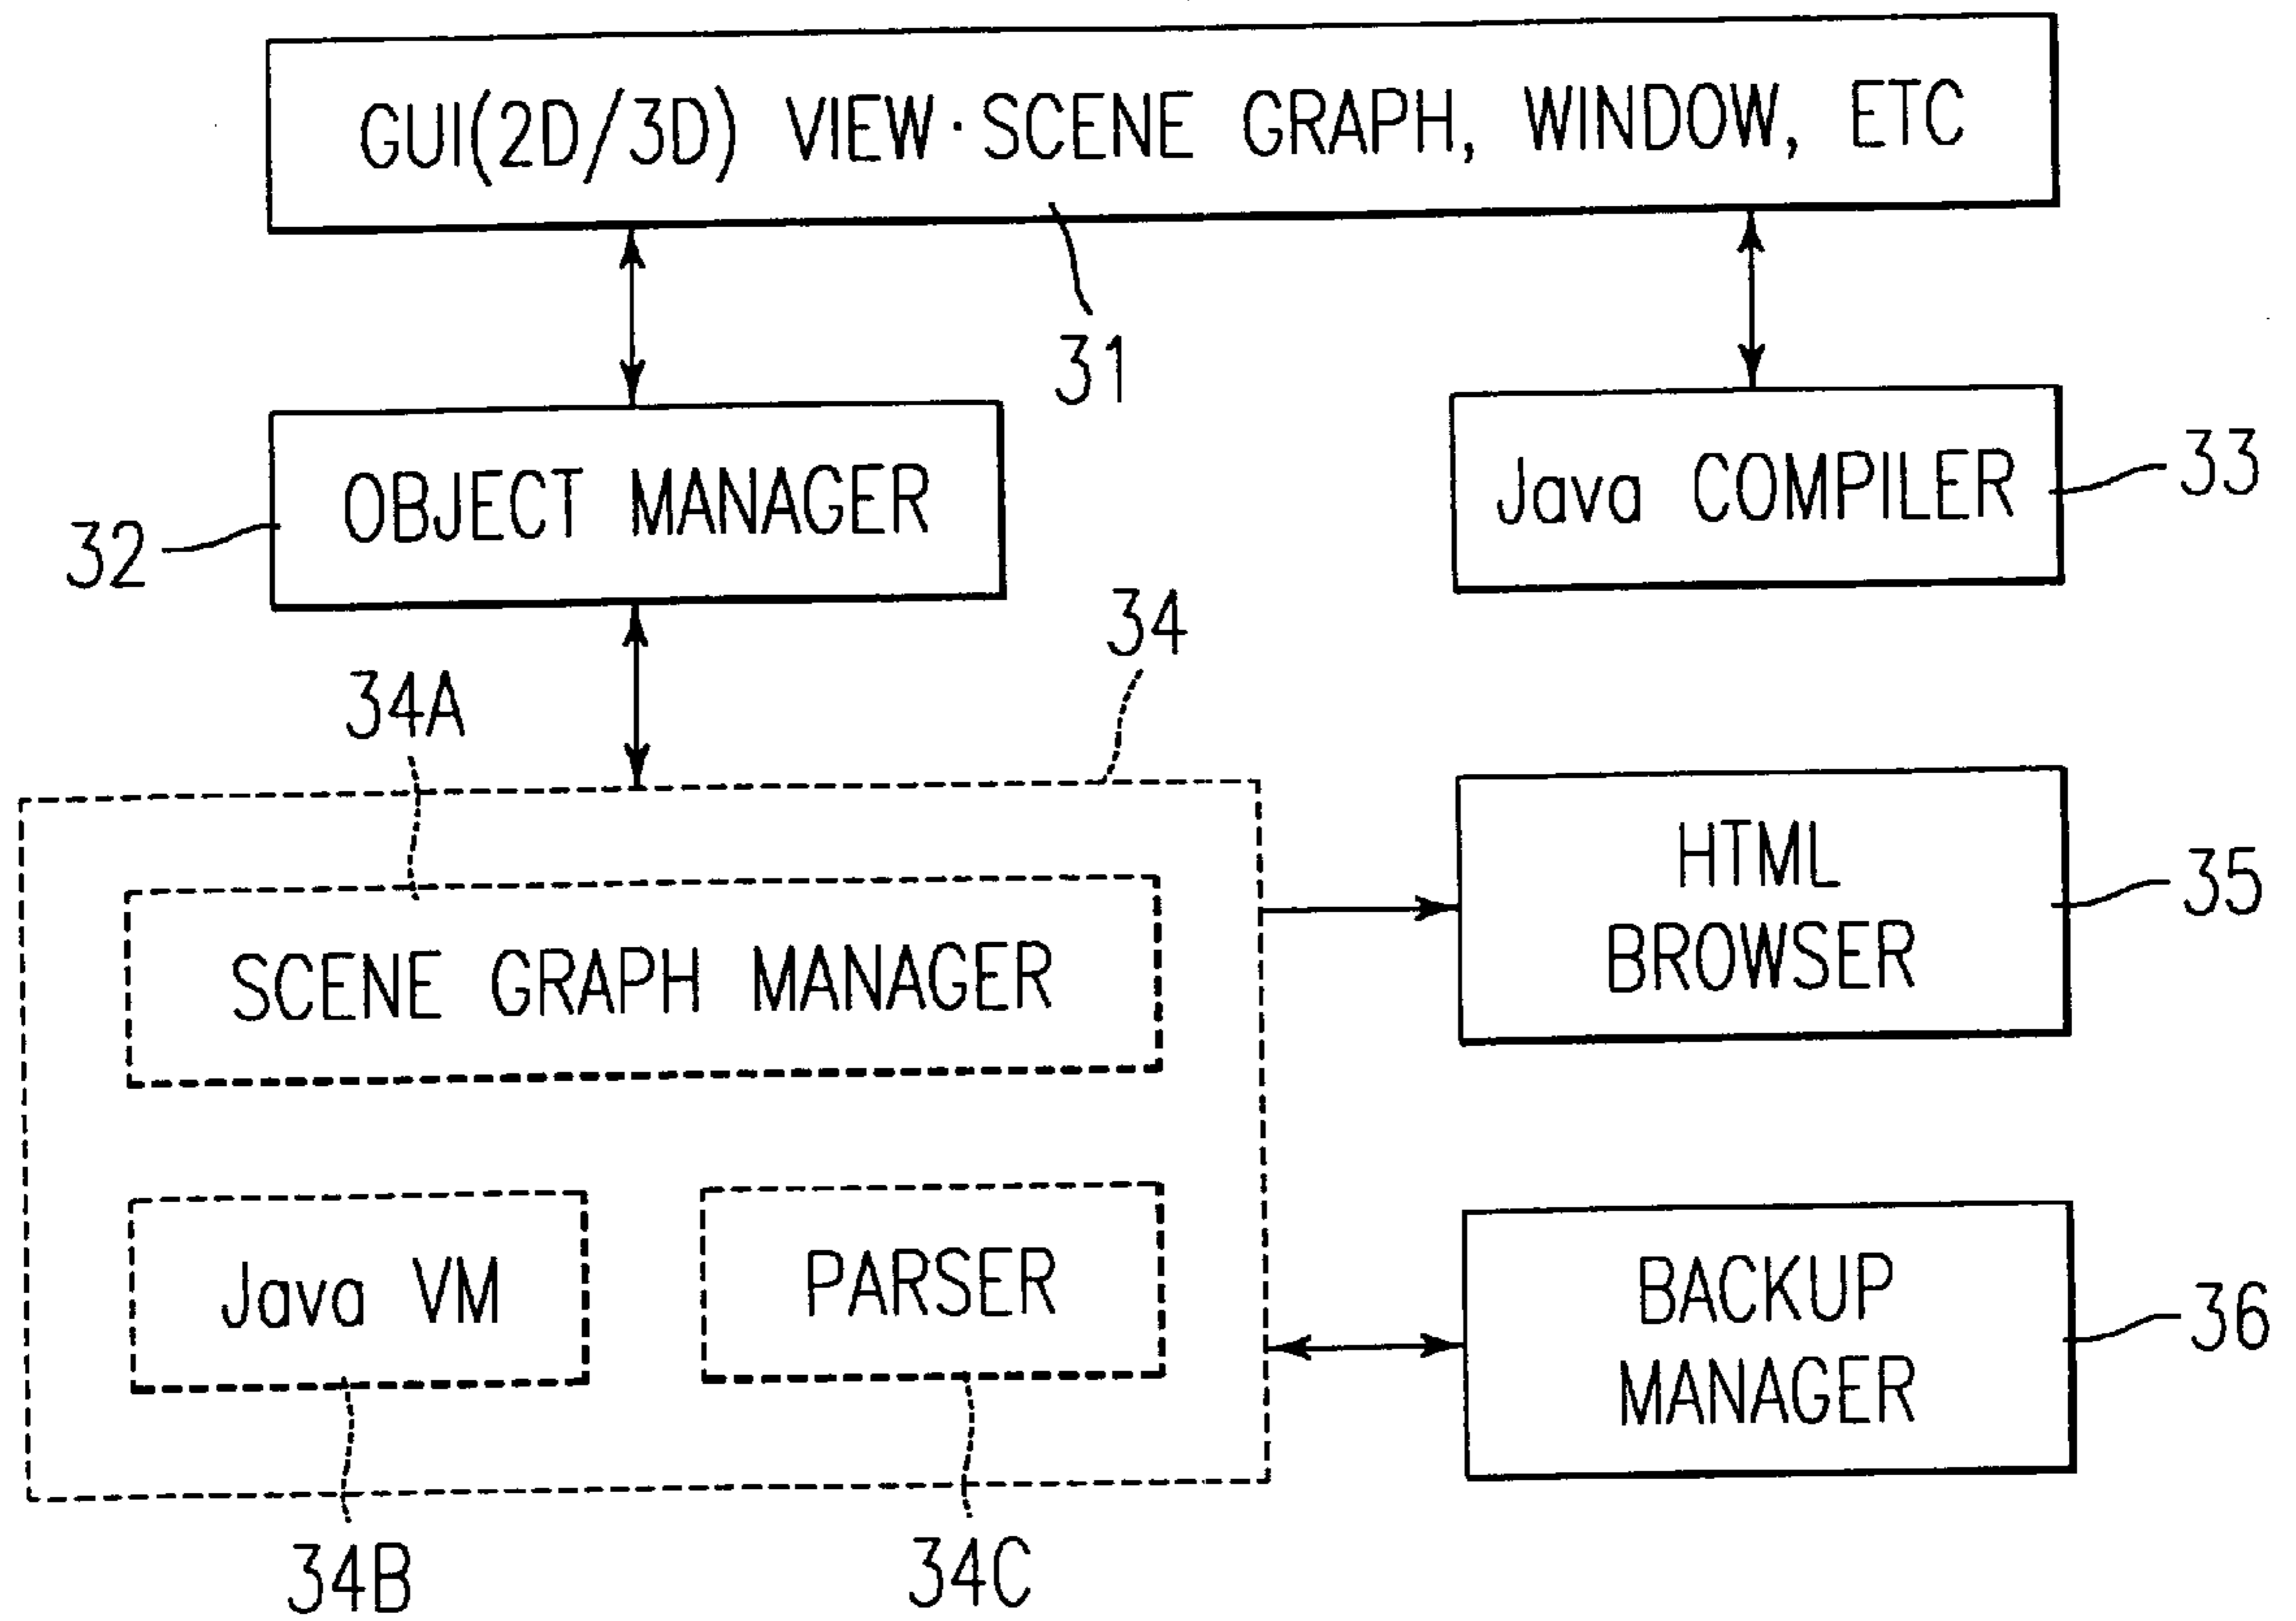 GUI(2D/3D) VIEW·SCENE GRAPH, WINDOW, ETC
31
OBJECT MANAGER
32
Java COMPILER
33
34
34A
SCENE GRAPH MANAGER
HTML
BROWSER
35
Java VM
PARSER
BACKUP
MANAGER
36
34B
34C